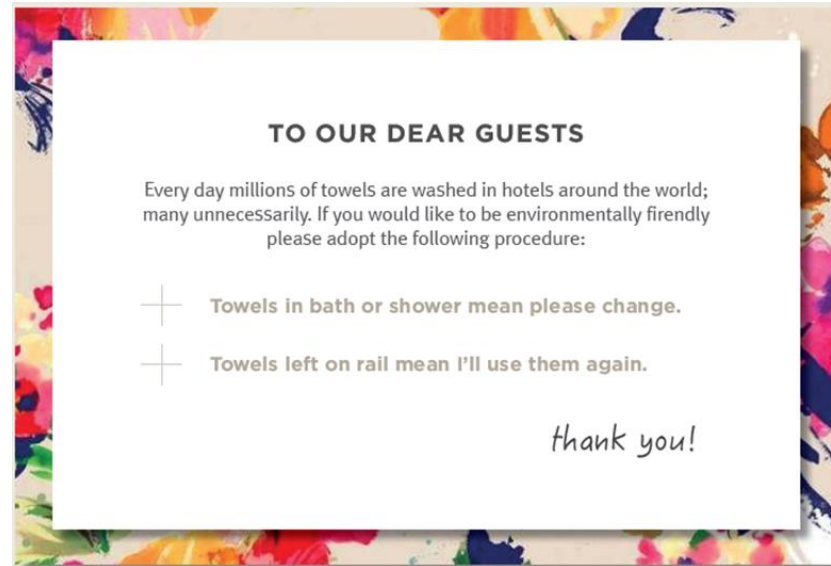 TO OUR DEAR GUESTS
Every day millions of towels are washed in hotels around the world;
many unnecessarily. If you would like to be environmentally firendly
please adopt the following procedure:
Towels in bath or shower mean please change.
Towels left on rail mean I'll use them again.
thank you!